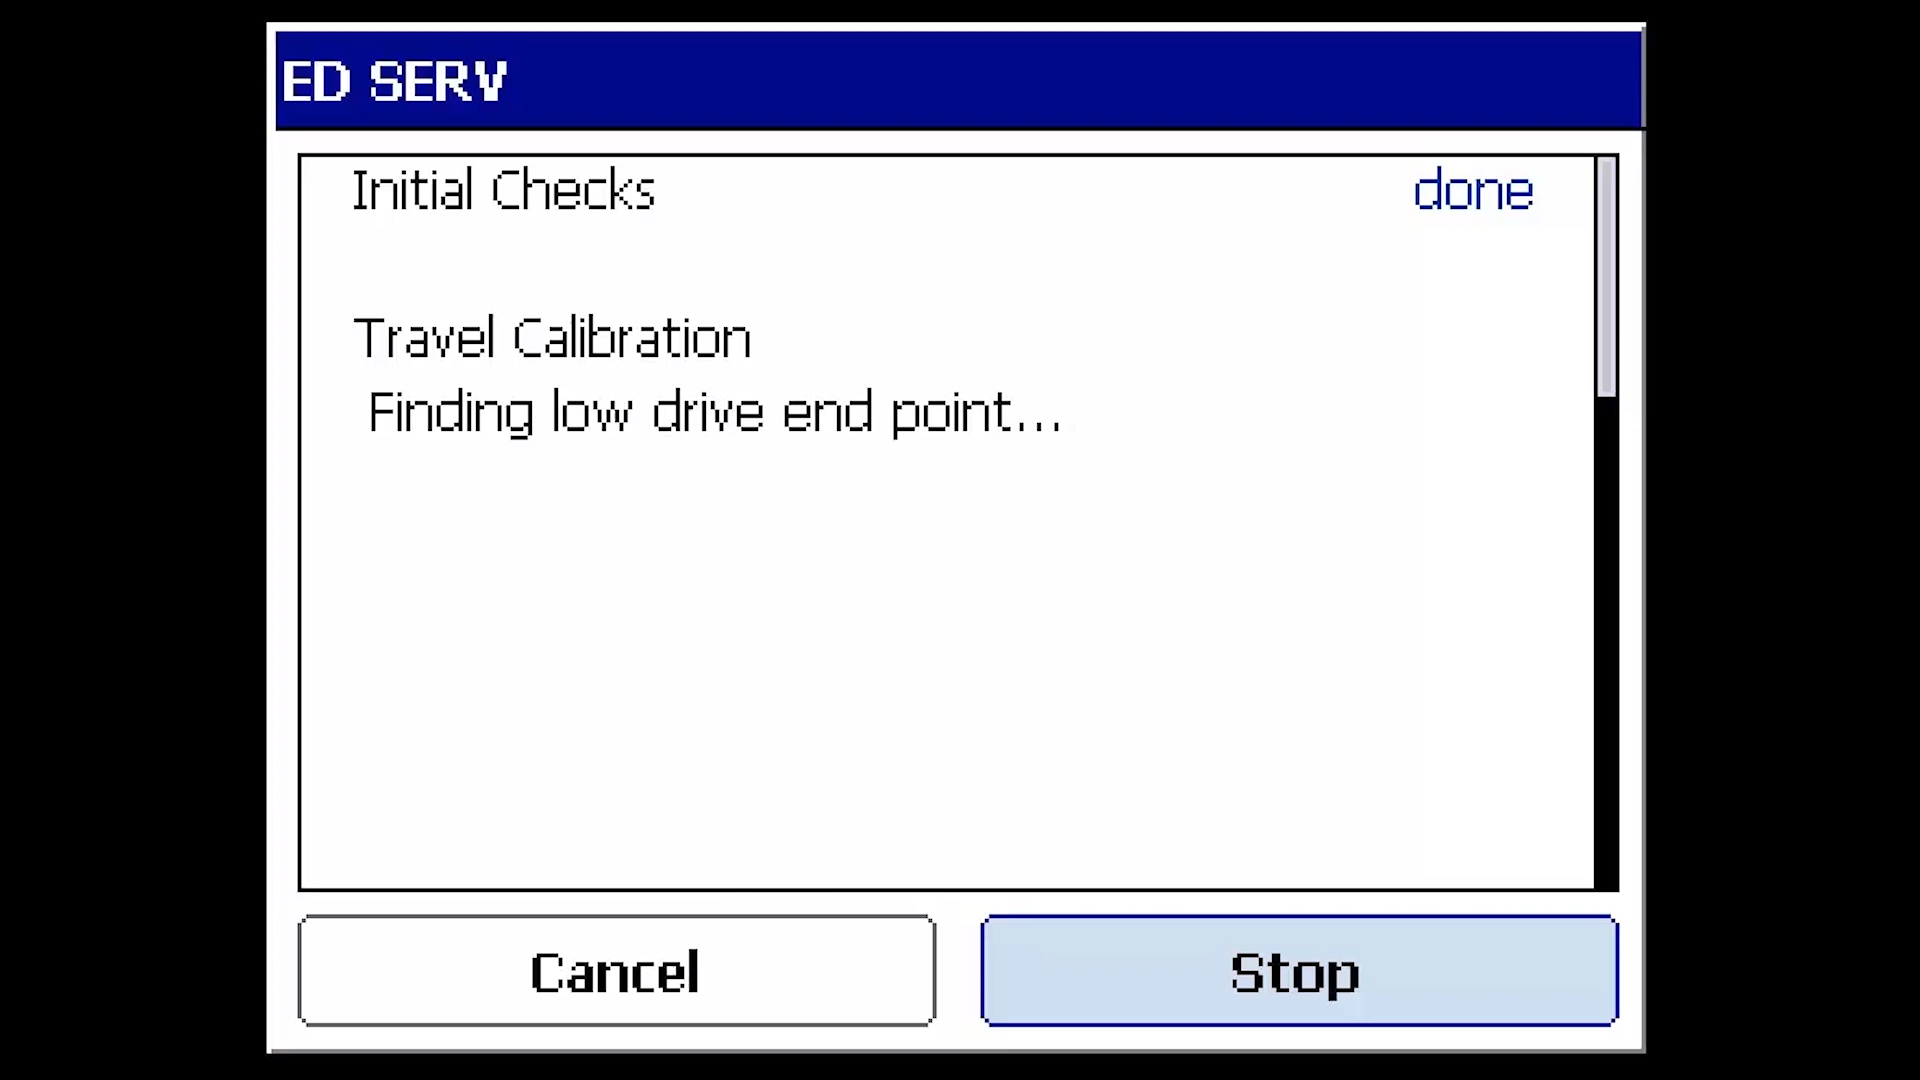 ED SERV
Initial Checks done
Travel Calibration
Finding low drive end point...
Cancel Stop